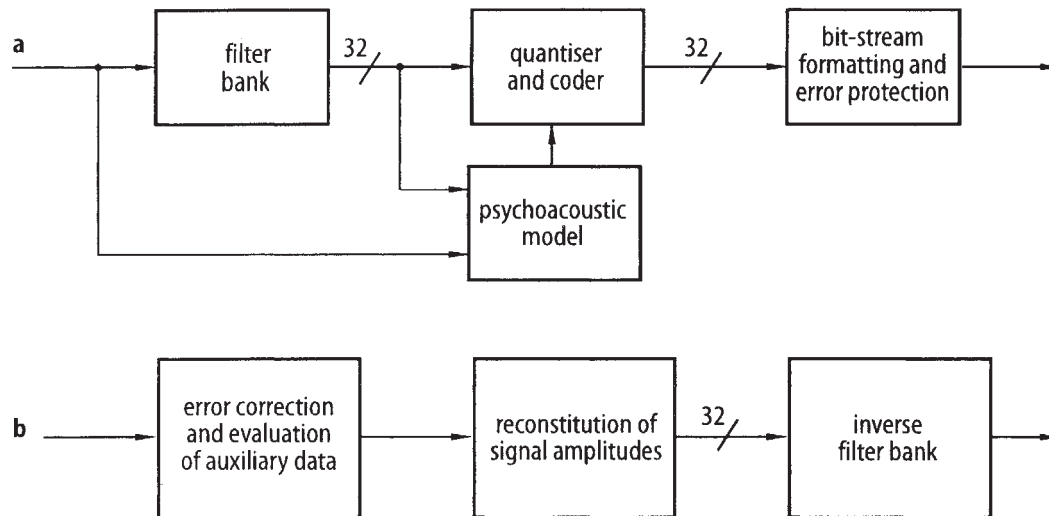 a
filter
bank
32
quantiser
and coder
32
bit-stream
formatting and
error protection
psychoacoustic
model
b
error correction
and evaluation
of auxiliary data
reconstitution of
signal amplitudes
32
inverse
filter bank